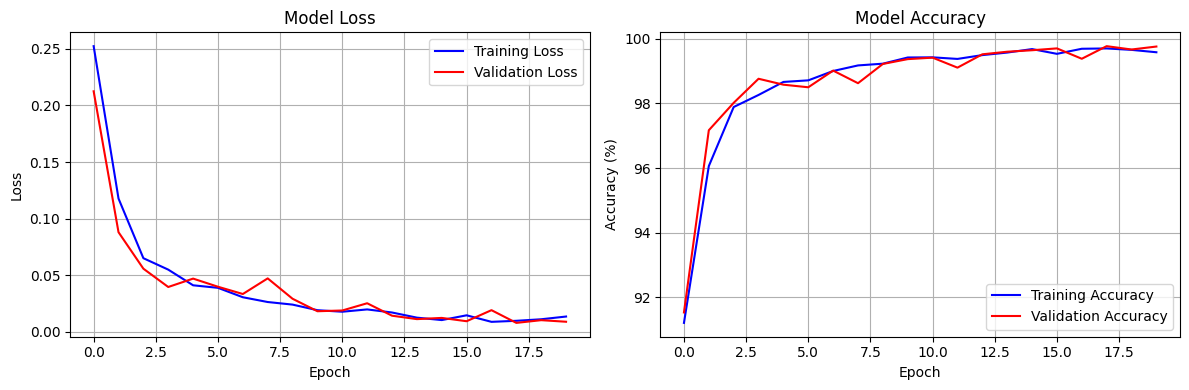 Model Loss
0.25
0.20
0.15
0.10
0.05
0.00
Loss
Training Loss
Validation Loss
0.0 2.5 5.0 7.5 10.0 12.5 15.0 17.5
Epoch
Model Accuracy
100
98
96
94
92
Accuracy (%)
Training Accuracy
Validation Accuracy
0.0 2.5 5.0 7.5 10.0 12.5 15.0 17.5
Epoch